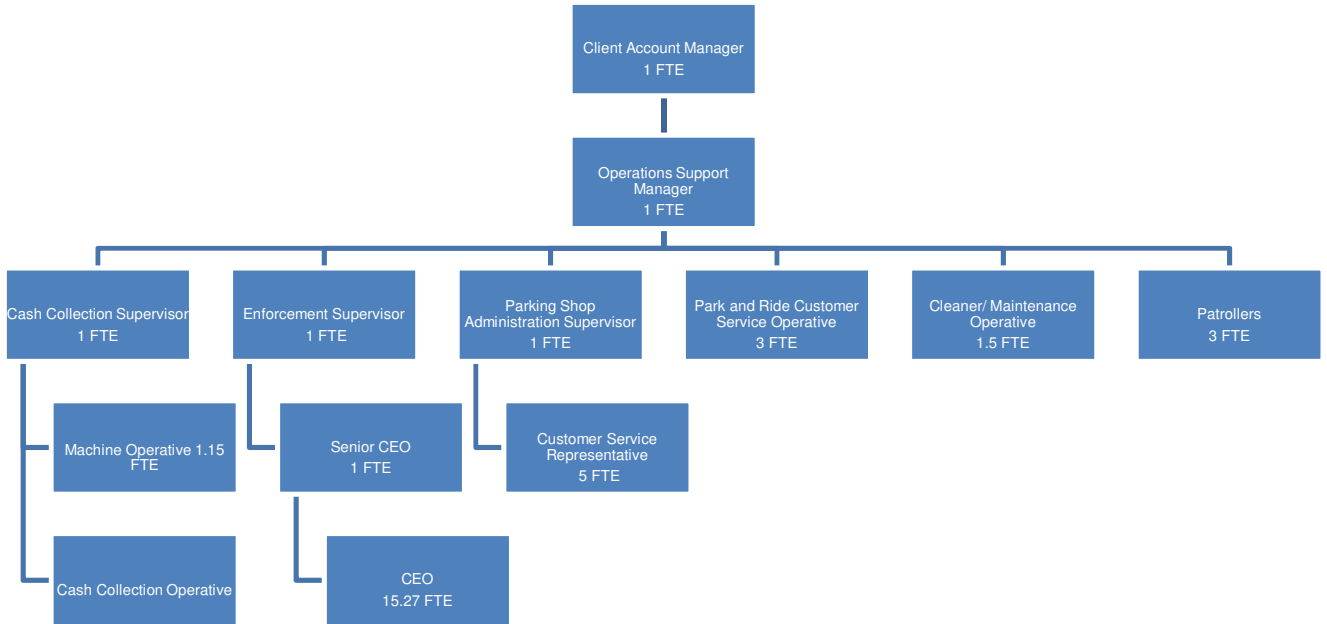 Client Account Manager
1 FTE
Operations Support
Manager
1 FTE
Cash Collection Supervisor
1 FTE
Enforcement Supervisor
1 FTE
Parking Shop
Administration Supervisor
1 FTE
Park and Ride Customer
Service Operative
3 FTE
Cleaner/ Maintenance
Operative
1.5 FTE
Patrollers
3 FTE
Machine Operative 1.15
FTE
Senior CEO
1 FTE
Customer Service
Representative
5 FTE
Cash Collection Operative
CEO
15.27 FTE